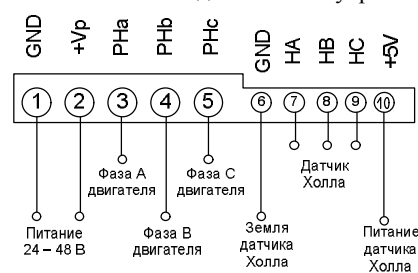 GND +Vp PHa PHb PHc GND HA HB HC +5V
1 2 3 4 5 6 7 8 9 10
Фаза А
двигателя
Фаза С
двигателя
Датчик
Холла
Питание
24 – 48 В
Фаза В
двигателя
Земля
датчика
Холла
Питание
датчика
Холла